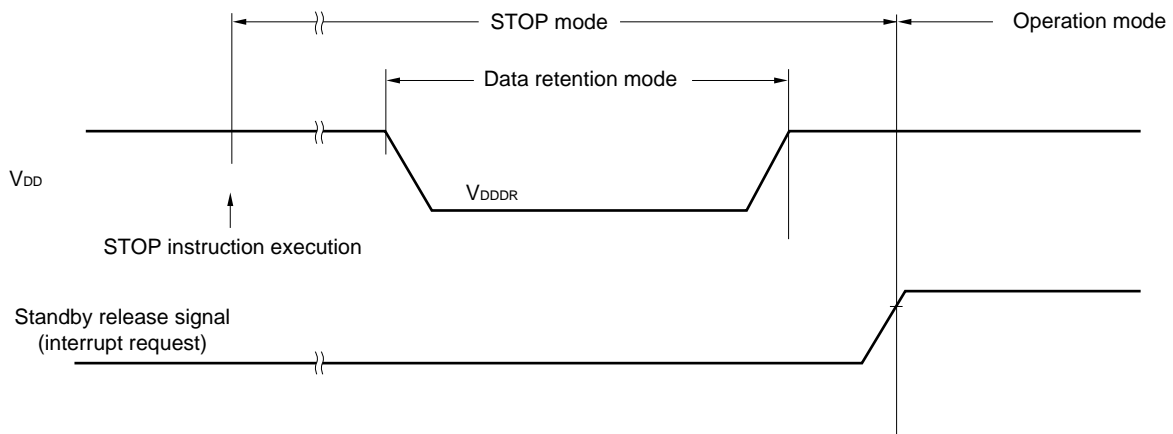 STOP mode
Operation mode
Data retention mode
VDD
VDDDR
STOP instruction execution
Standby release signal
(interrupt request)